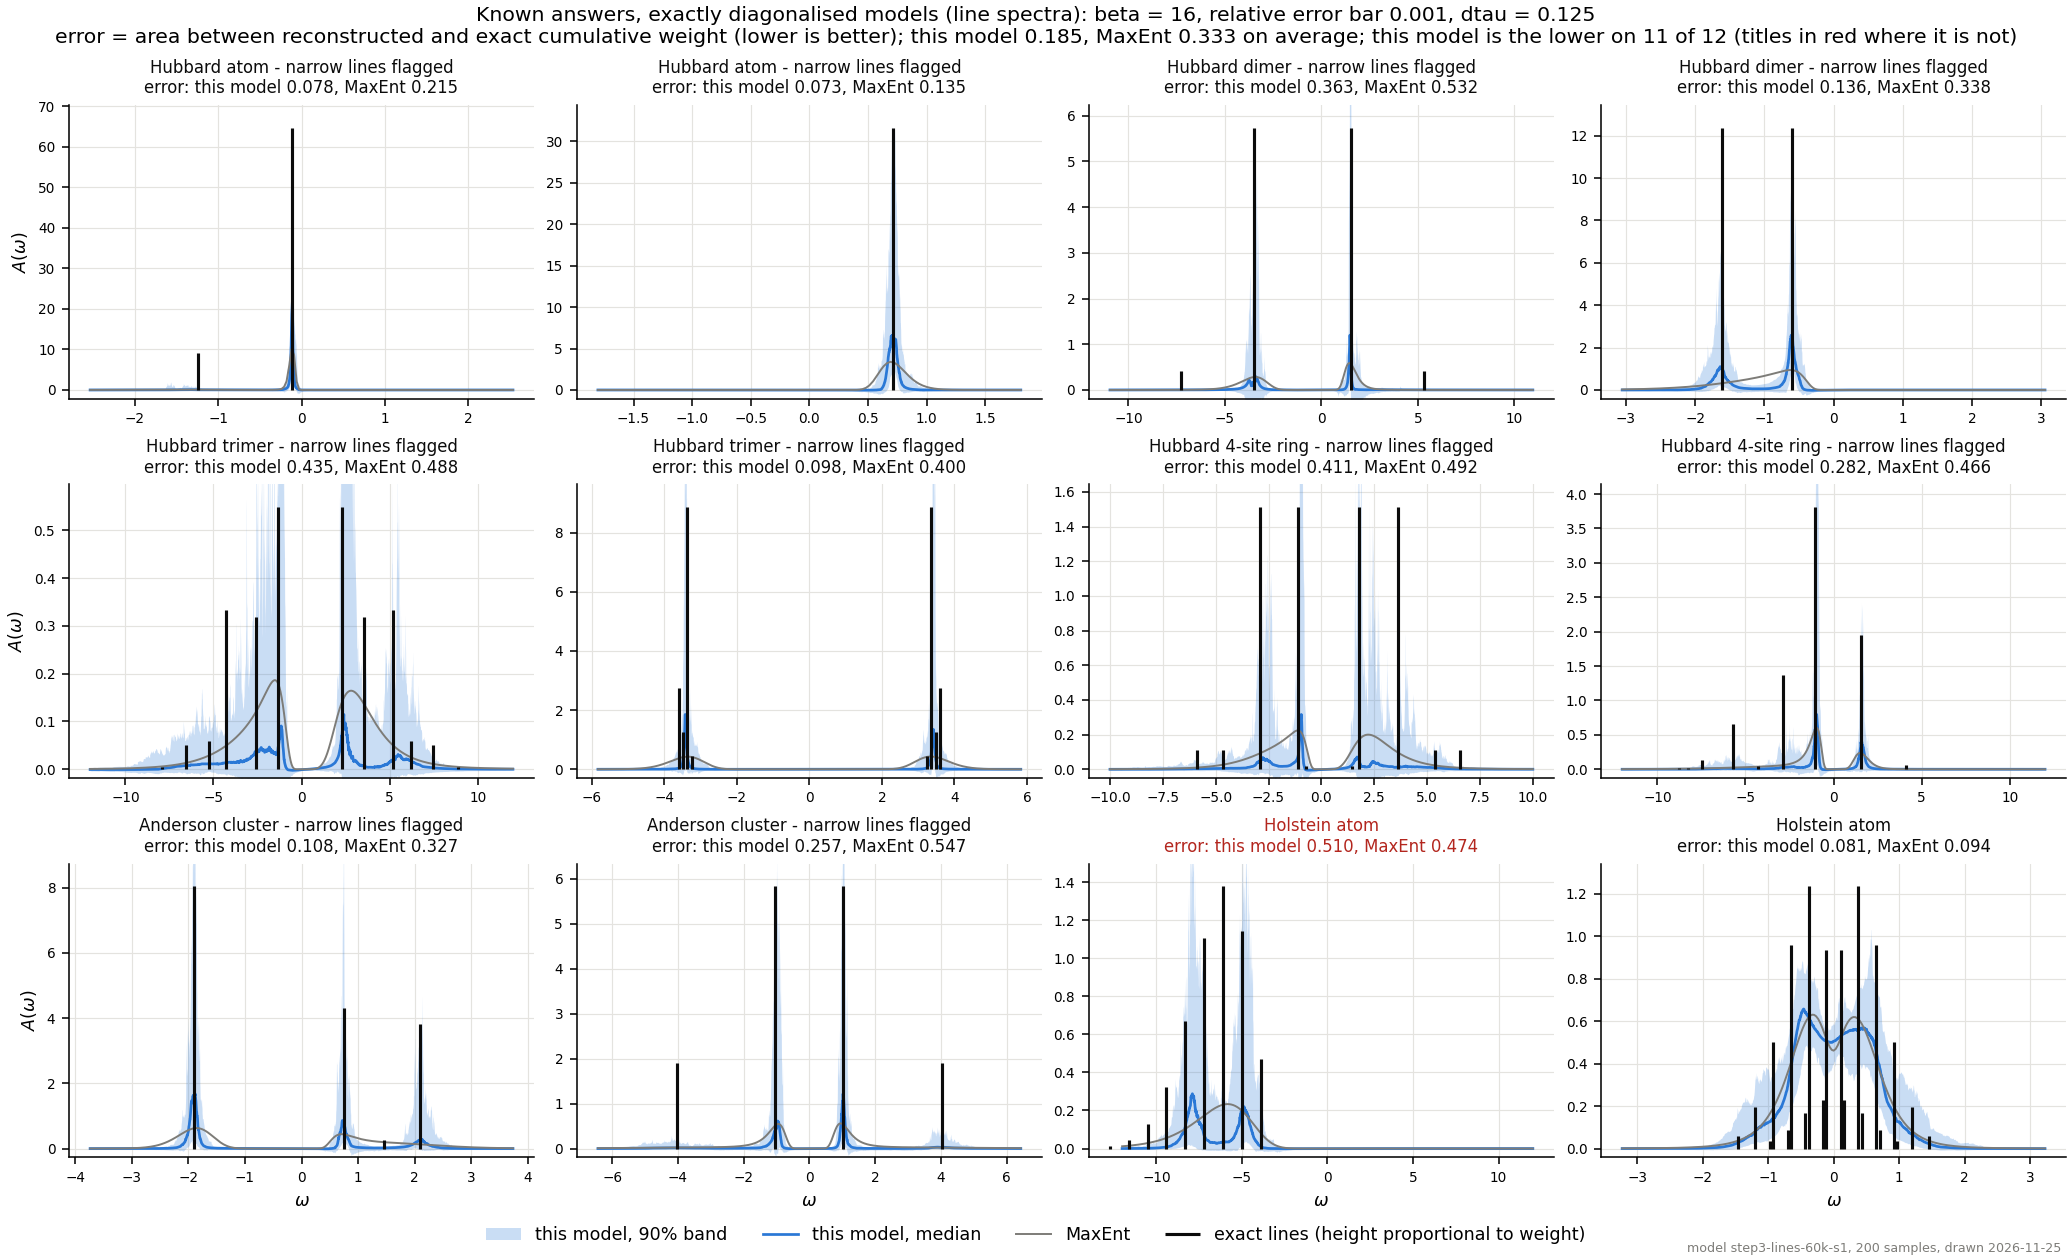 Known answers, exactly diagonalised models (line spectra): beta = 16, relative error bar 0.001, dtau = 0.125
error = area between reconstructed and exact cumulative weight (lower is better); this model 0.185, MaxEnt 0.333 on average; this model is the lower on 11 of 12 (titles in red where it is not)
Hubbard atom - narrow lines flagged
error: this model 0.078, MaxEnt 0.215
70
60
50
40
30
20
10
0
A(ω)
−2 −1 0 1 2
Hubbard atom - narrow lines flagged
error: this model 0.073, MaxEnt 0.135
30
25
20
15
10
5
0
−1.5 −1.0 −0.5 0.0 0.5 1.0 1.5
Hubbard dimer - narrow lines flagged
error: this model 0.363, MaxEnt 0.532
6
5
4
3
2
1
0
−10 −5 0 5 10
Hubbard dimer - narrow lines flagged
error: this model 0.136, MaxEnt 0.338
12
10
8
6
4
2
0
−3 −2 −1 0 1 2 3
Hubbard trimer - narrow lines flagged
error: this model 0.435, MaxEnt 0.488
0.5
0.4
0.3
0.2
0.1
0.0
A(ω)
−10 −5 0 5 10
Hubbard trimer - narrow lines flagged
error: this model 0.098, MaxEnt 0.400
8
6
4
2
0
−6 −4 −2 0 2 4 6
Hubbard 4-site ring - narrow lines flagged
error: this model 0.411, MaxEnt 0.492
1.6
1.4
1.2
1.0
0.8
0.6
0.4
0.2
0.0
−10.0 −7.5 −5.0 −2.5 0.0 2.5 5.0 7.5 10.0
Hubbard 4-site ring - narrow lines flagged
error: this model 0.282, MaxEnt 0.466
4.0
3.5
3.0
2.5
2.0
1.5
1.0
0.5
0.0
−10 −5 0 5 10
Anderson cluster - narrow lines flagged
error: this model 0.108, MaxEnt 0.327
8
6
4
2
0
A(ω)
−4 −3 −2 −1 0 1 2 3 4
ω
Anderson cluster - narrow lines flagged
error: this model 0.257, MaxEnt 0.547
6
5
4
3
2
1
0
−6 −4 −2 0 2 4 6
ω
Holstein atom
error: this model 0.510, MaxEnt 0.474
1.4
1.2
1.0
0.8
0.6
0.4
0.2
0.0
−10 −5 0 5 10
ω
Holstein atom
error: this model 0.081, MaxEnt 0.094
1.2
1.0
0.8
0.6
0.4
0.2
0.0
−3 −2 −1 0 1 2 3
ω
this model, 90% band
this model, median
MaxEnt
exact lines (height proportional to weight)
model step3-lines-60k-s1, 200 samples, drawn 2026-11-25